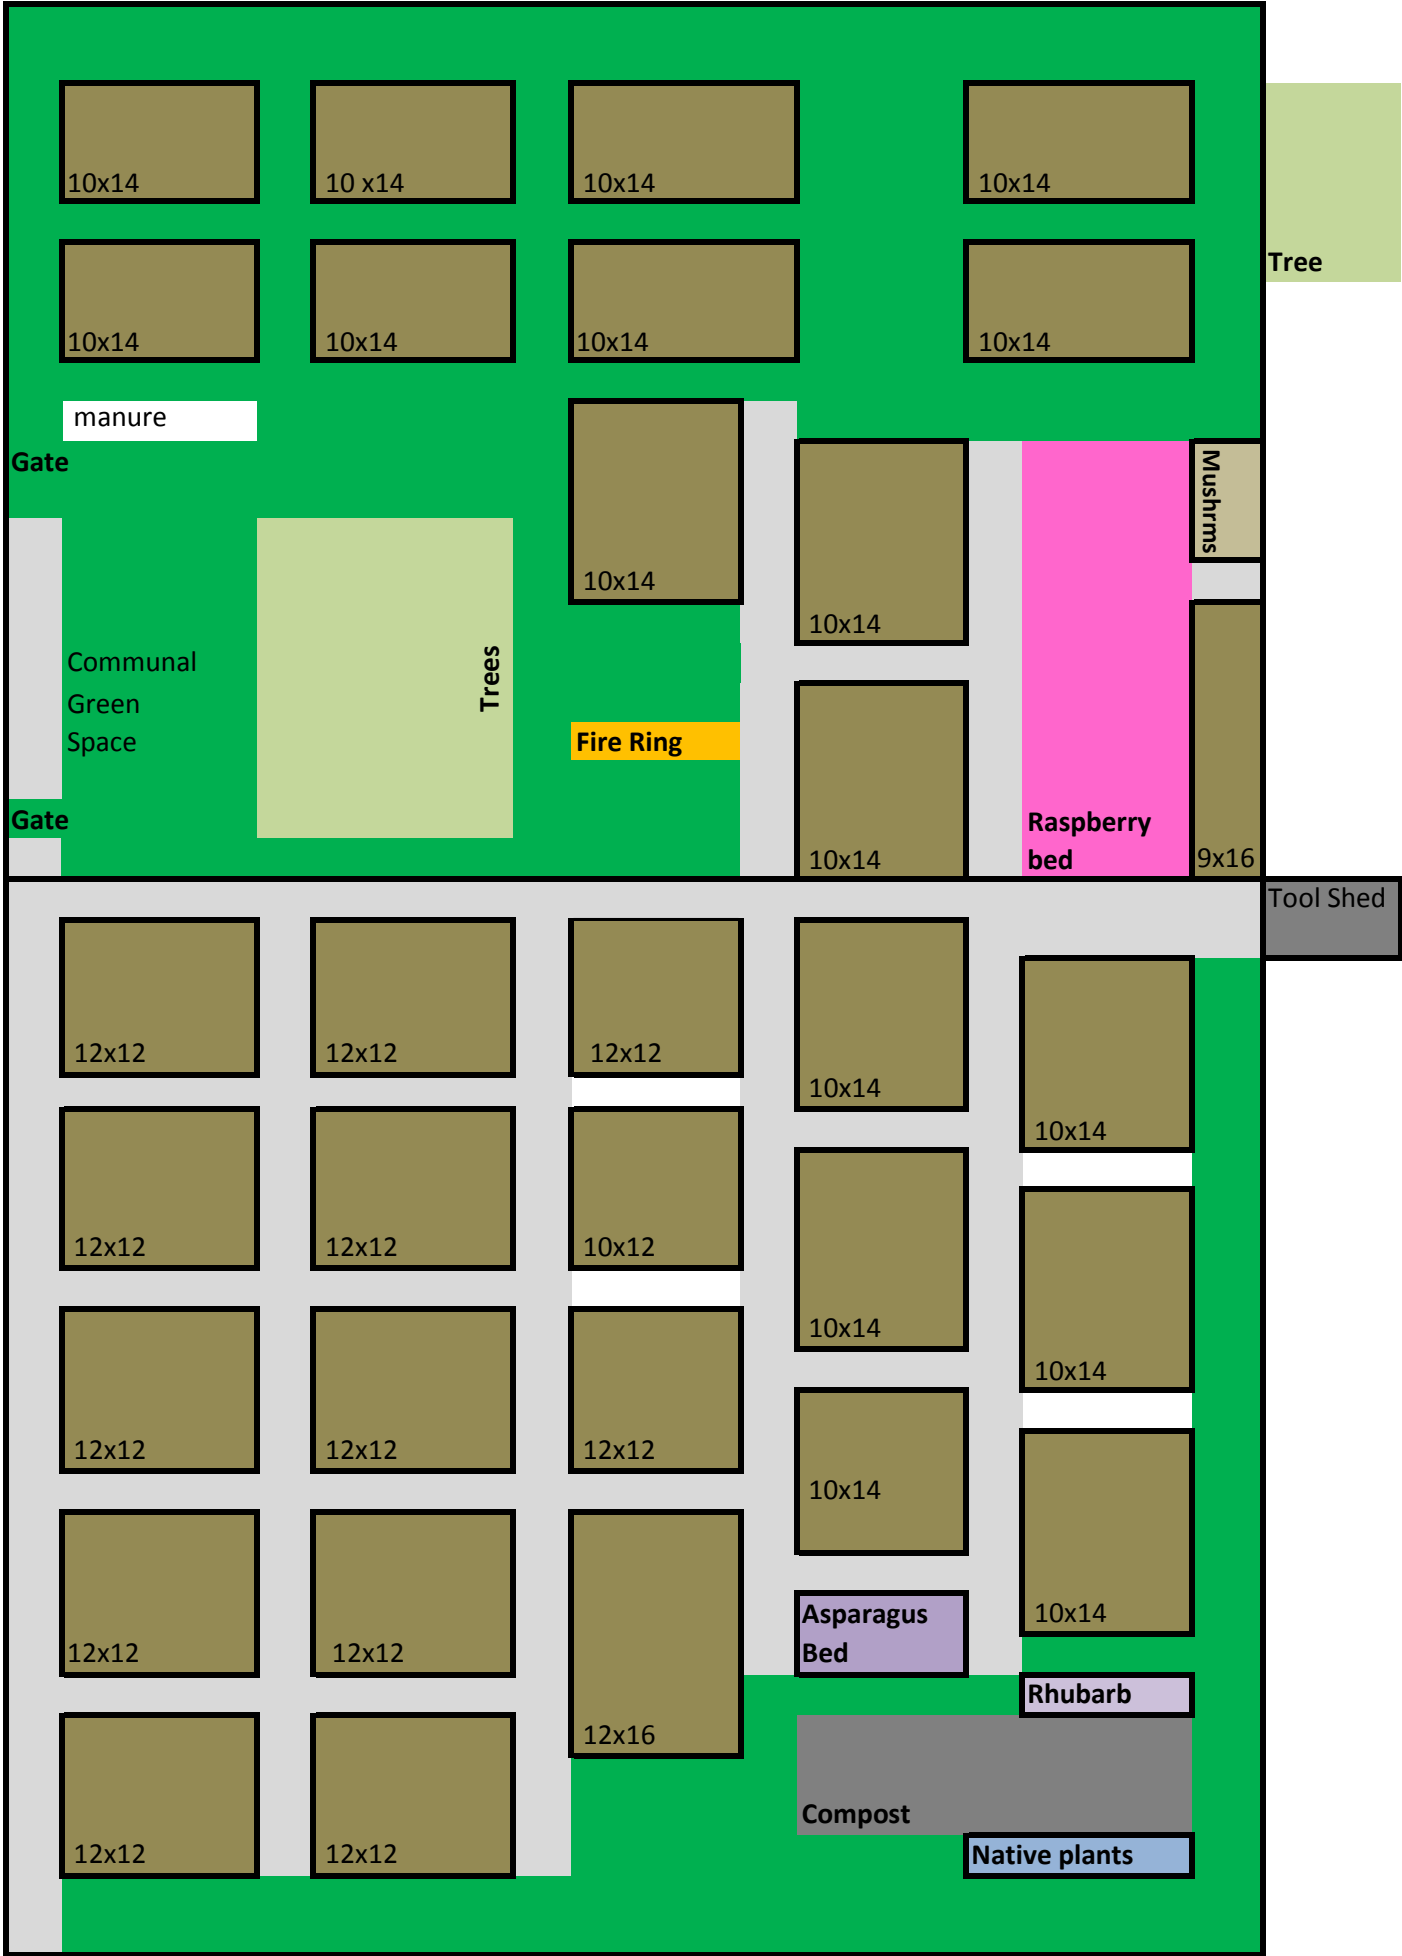 10x14
10 x14
10x14
10x14
Tree
10x14
10x14
10x14
10x14
manure
Gate
Mushrms
10x14
10x14
Communal
Green
Space
Trees
Fire Ring
Gate
10x14
Raspberry
bed
9x16
Tool Shed
12x12
12x12
12x12
10x14
10x14
12x12
12x12
10x12
10x14
10x14
12x12
12x12
12x12
10x14
10x14
12x12
12x12
Asparagus
Bed
Rhubarb
12x16
Compost
12x12
12x12
Native plants